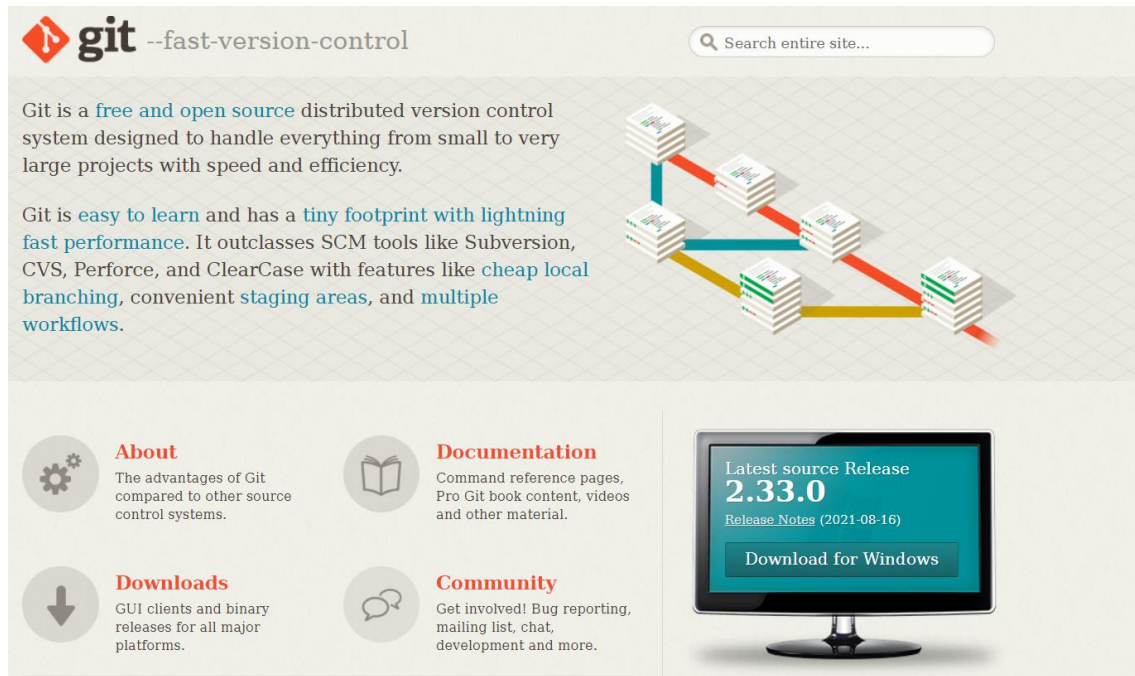 git --fast-version-control
Search entire site...
Git is a free and open source distributed version control
system designed to handle everything from small to very
large projects with speed and efficiency.
Git is easy to learn and has a tiny footprint with lightning
fast performance. It outclasses SCM tools like Subversion,
CVS, Perforce, and ClearCase with features like cheap local
branching, convenient staging areas, and multiple
workflows.
About
The advantages of Git
compared to other source
control systems.
Documentation
Command reference pages,
Pro Git book content, videos
and other material.
Downloads
GUI clients and binary
releases for all major
platforms.
Community
Get involved! Bug reporting,
mailing list, chat,
development and more.
Latest source Release
2.33.0
Release Notes (2021-08-16)
Download for Windows